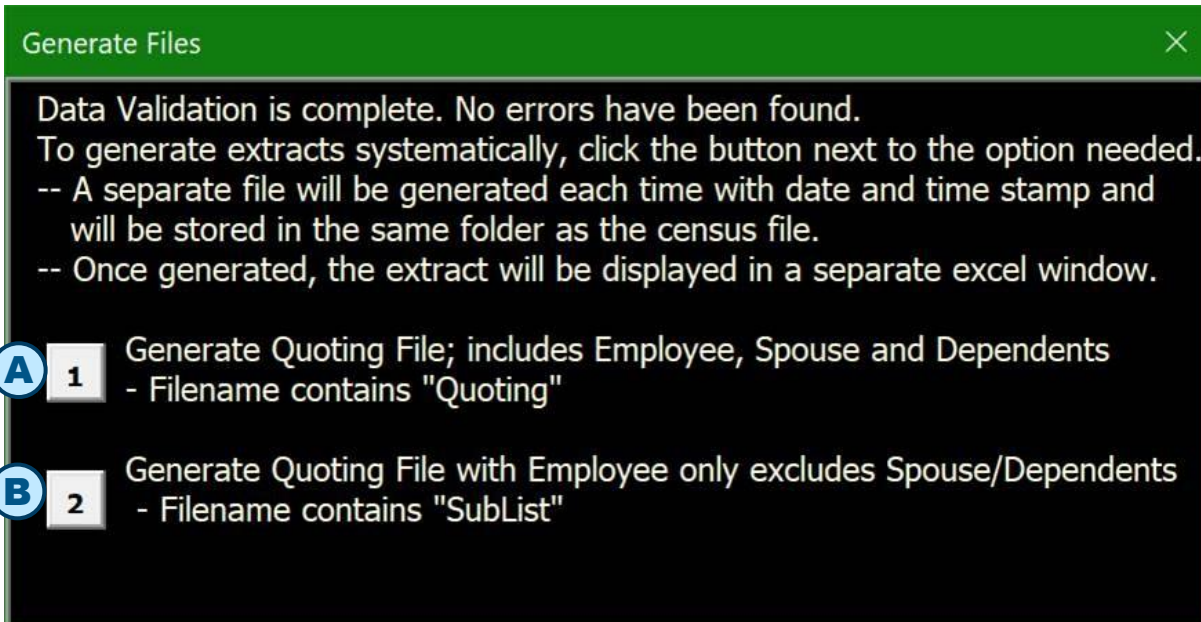 Generate Files
Data Validation is complete. No errors have been found.
To generate extracts systematically, click the button next to the option needed.
-- A separate file will be generated each time with date and time stamp and
will be stored in the same folder as the census file.
-- Once generated, the extract will be displayed in a separate excel window.
A
1
Generate Quoting File; includes Employee, Spouse and Dependents
- Filename contains "Quoting"
B
2
Generate Quoting File with Employee only excludes Spouse/Dependents
- Filename contains "SubList"